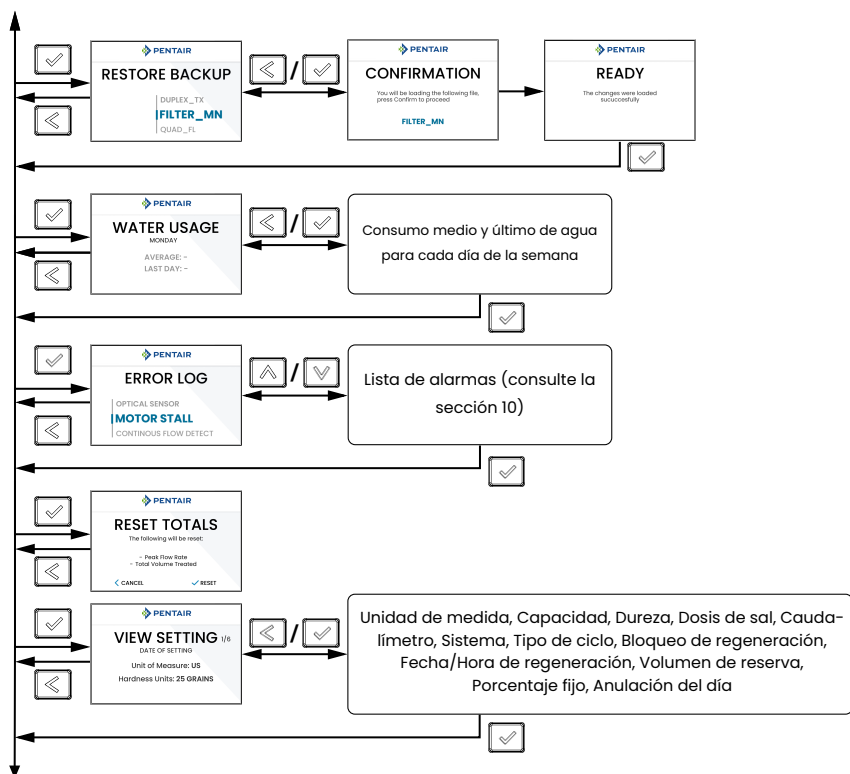 PENTAIR
RESTORE BACKUP
DUPLEX_TX
FILTER_MN
QUAD_FL
/
PENTAIR
CONFIRMATION
You will be loading the following file,
press Confirm to proceed
FILTER_MN
PENTAIR
READY
The changes were loaded
sucuccesfully
PENTAIR
WATER USAGE
MONDAY
AVERAGE: -
LAST DAY: -
/
Consumo medio y último de agua
para cada día de la semana
PENTAIR
ERROR LOG
OPTICAL SENSOR
MOTOR STALL
CONTINOUS FLOW DETECT
/
Lista de alarmas (consulte la
sección 10)
PENTAIR
RESET TOTALS
The following will be reset:
- Peak Flow Rate
- Total Volume Treated
CANCEL RESET
PENTAIR
VIEW SETTING 1/6
DATE OF SETTING
Unit of Measure: US
Hardness Units: 25 GRAINS
/
Unidad de medida, Capacidad, Dureza, Dosis de sal, Cauda-
límetro, Sistema, Tipo de ciclo, Bloqueo de regeneración,
Fecha/Hora de regeneración, Volumen de reserva,
Porcentaje fijo, Anulación del día